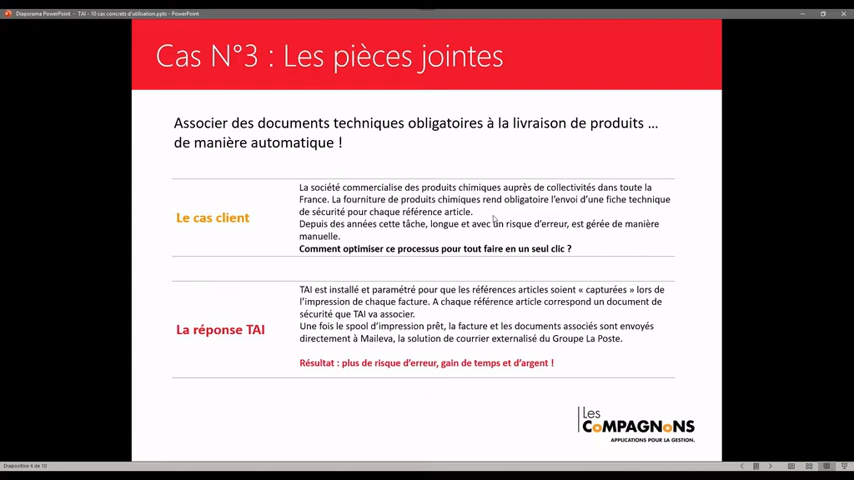 Diaporama PowerPoint - TAI - 10 cas concrets d'utilisation.pptx - PowerPoint
Cas N°3 : Les pièces jointes
Associer des documents techniques obligatoires à la livraison de produits …
de manière automatique !
Le cas client
La société commercialise des produits chimiques auprès de collectivités dans toute la
France. La fourniture de produits chimiques rend obligatoire l'envoi d'une fiche technique
de sécurité pour chaque référence article.
Depuis des années cette tâche, longue et avec un risque d'erreur, est gérée de manière
manuelle.
Comment optimiser ce processus pour tout faire en un seul clic ?
La réponse TAI
TAI est installé et paramétré pour que les références articles soient « capturées » lors de
l'impression de chaque facture. A chaque référence article correspond un document de
sécurité que TAI va associer.
Une fois le spool d'impression prêt, la facture et les documents associés sont envoyés
directement à Maileva, la solution de courrier externalisé du Groupe La Poste.
Résultat : plus de risque d'erreur, gain de temps et d'argent !
Les
COMPAGNONS
APPLICATIONS POUR LA GESTION.
Diapositive 4 de 10